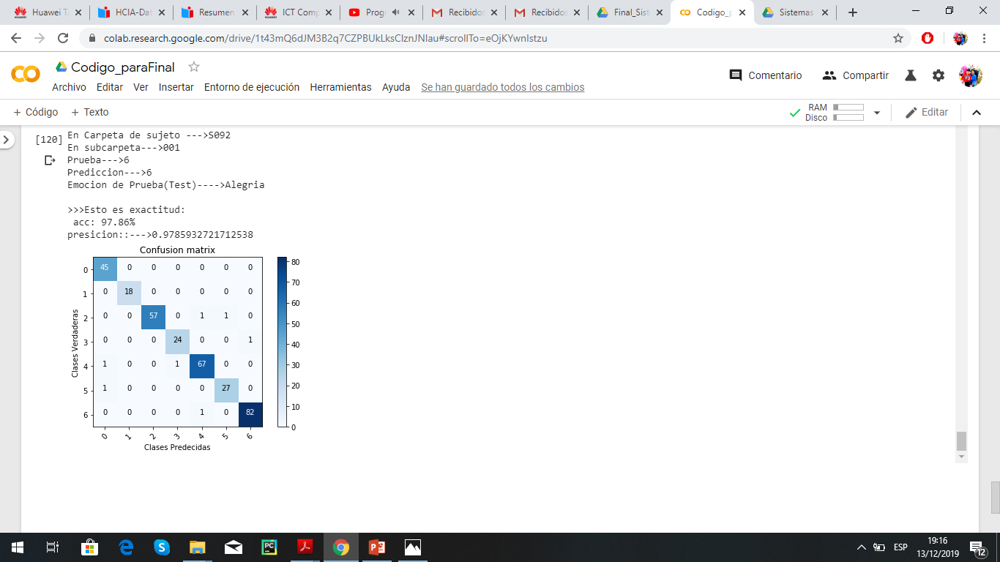 Huawei T
HCIA-Dat
Resumen
ICT Comp
Progr
Recibidos
Recibidos
Final_Sist
Codigo_p
Sistemas
colab.research.google.com/drive/1t43mQ6dJM3B2q7CZPBUkLksCIznJNIau#scrollTo=eOjKYwnIstzu
Codigo_paraFinal
Comentario
Compartir
Archivo Editar Ver Insertar Entorno de ejecución Herramientas Ayuda Se han guardado todos los cambios
+ Código + Texto
RAM
Disco
Editar
[120]
En Carpeta de sujeto --->S092
En subcarpeta--->001
Prueba--->6
Prediccion--->6
Emocion de Prueba(Test)---->Alegria
>>>Esto es exactitud:
acc: 97.86%
presicion::--->0.9785932721712538
Confusion matrix
Clases Verdaderas
0 45 0 0 0 0 0 0
1 0 18 0 0 0 0 0
2 0 0 57 0 1 1 0
3 0 0 0 24 0 0 1
4 1 0 0 1 67 0 0
5 1 0 0 0 0 27 0
6 0 0 0 0 1 0 82
0 1 2 3 4 5 6
Clases Predecidas
80
70
60
50
40
30
20
10
0
PC
ESP
19:16
13/12/2019
12